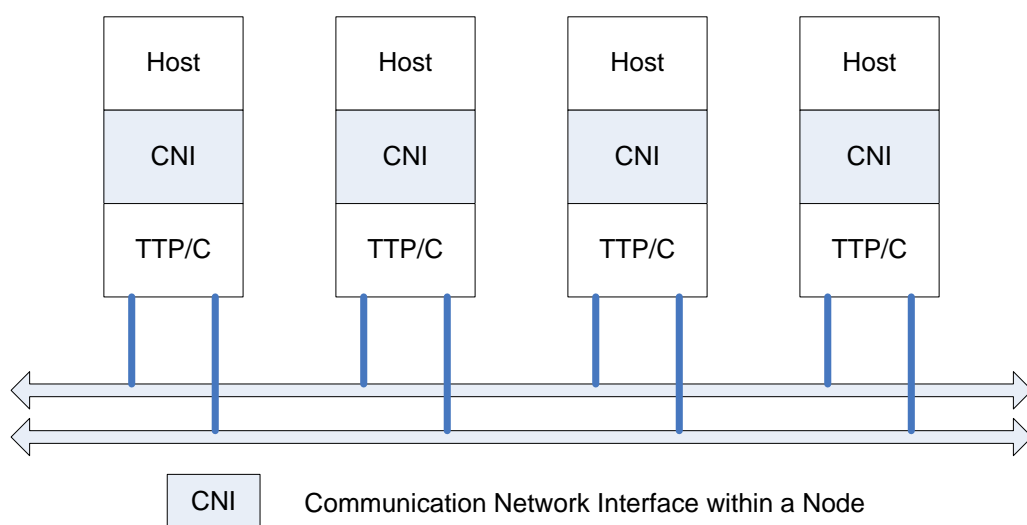 Host Host Host Host
CNI CNI CNI CNI
TTP/C TTP/C TTP/C TTP/C
CNI Communication Network Interface within a Node